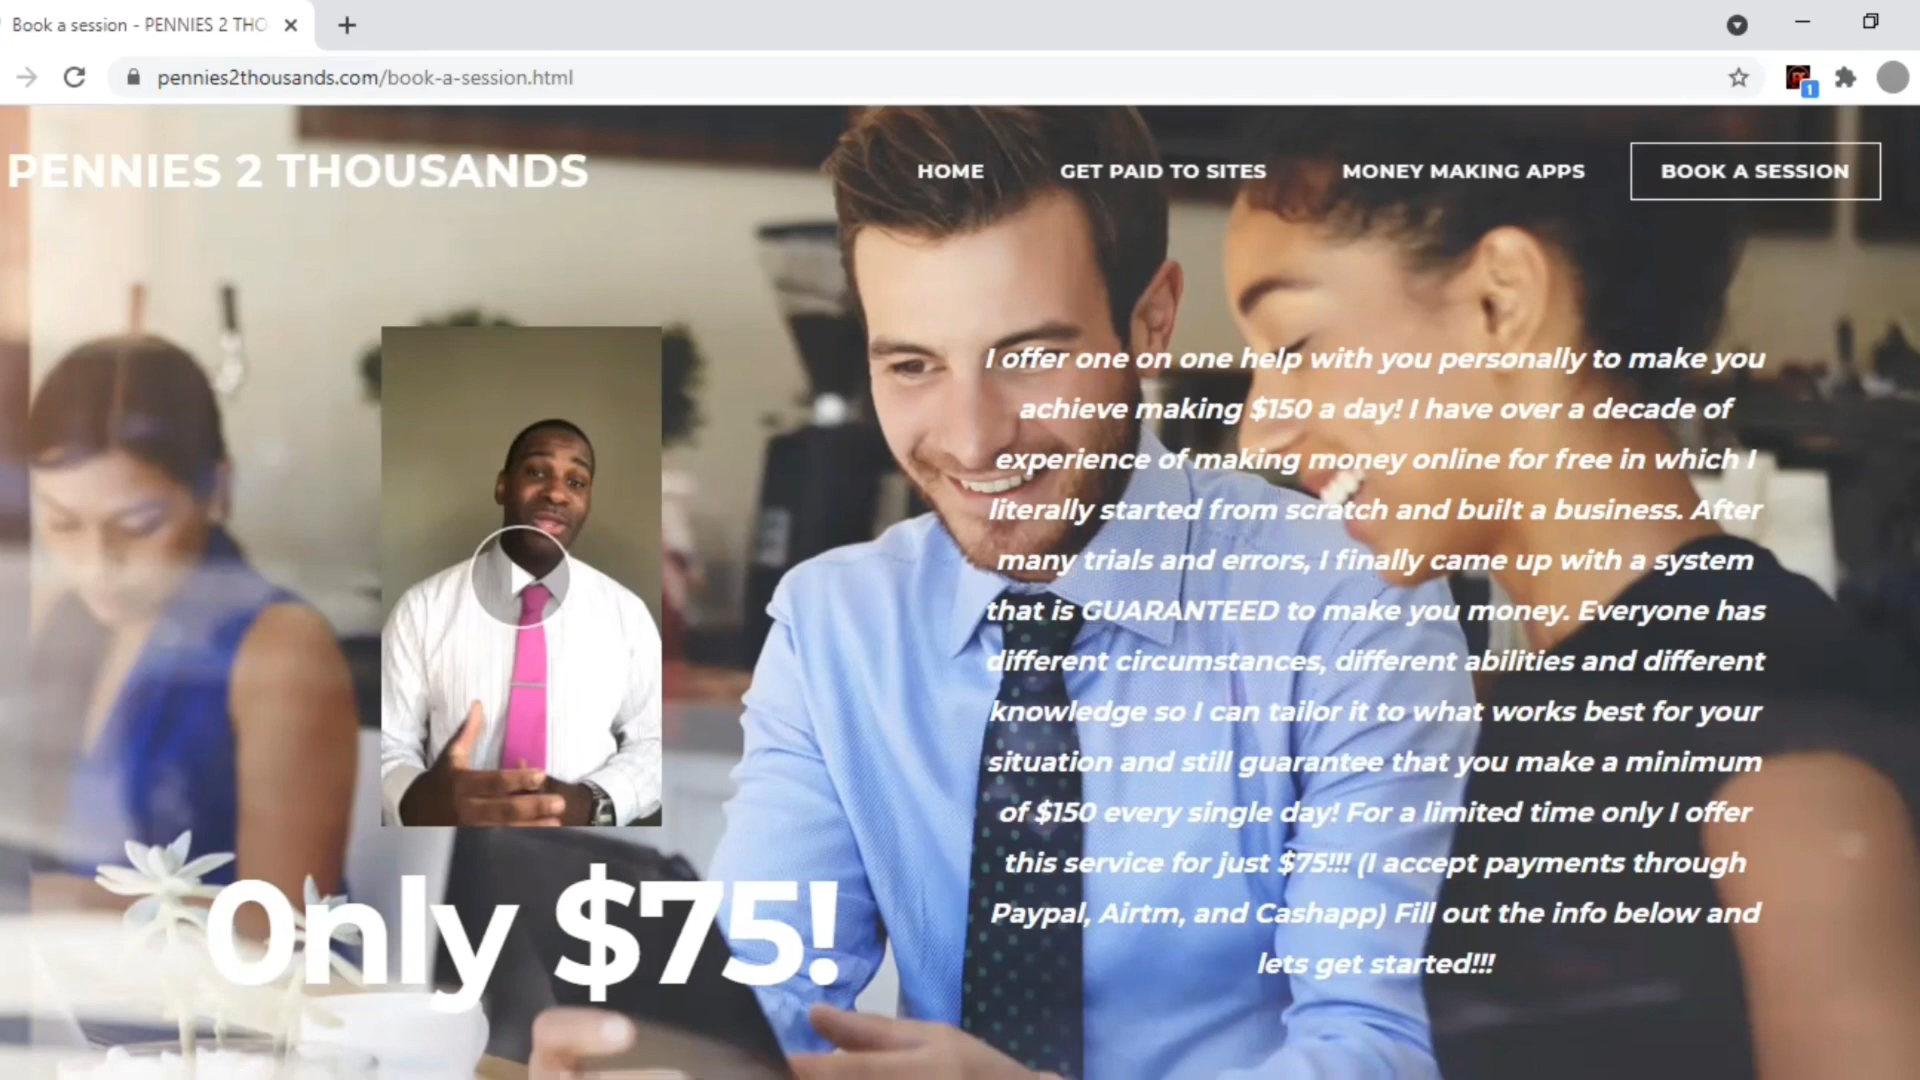 Book a session - PENNIES 2 THO
pennies2thousands.com/book-a-session.html
1
PENNIES 2 THOUSANDS
HOME
GET PAID TO SITES
MONEY MAKING APPS
BOOK A SESSION
I offer one on one help with you personally to make you
achieve making $150 a day! I have over a decade of
experience of making money online for free in which I
literally started from scratch and built a business. After
many trials and errors, I finally came up with a system
that is GUARANTEED to make you money. Everyone has
different circumstances, different abilities and different
knowledge so I can tailor it to what works best for your
situation and still guarantee that you make a minimum
of $150 every single day! For a limited time only I offer
this service for just $75!!! (I accept payments through
Paypal, Airtm, and Cashapp) Fill out the info below and
lets get started!!!
Only $75!